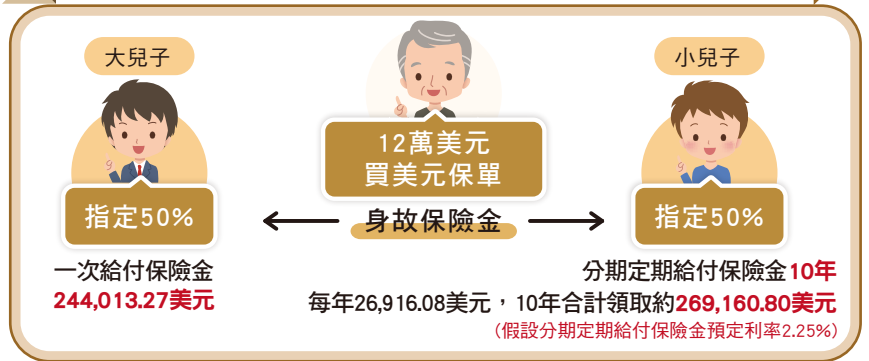 大兒子
小兒子
12萬美元
買美元保單
指定50%
身故保險金
指定50%
一次給付保險金
244,013.27美元
分期定期給付保險金10年
每年26,916.08美元，10年合計領取約269,160.80美元
(假設分期定期給付保險金預定利率2.25%)